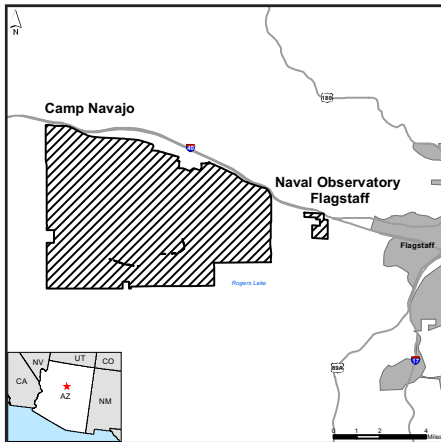 N
180
Camp Navajo
40
Naval Observatory
Flagstaff
Flagstaff
Rogers Lake
89A
17
NV
UT
CO
CA
AZ
NM
0 1 2 4
Miles